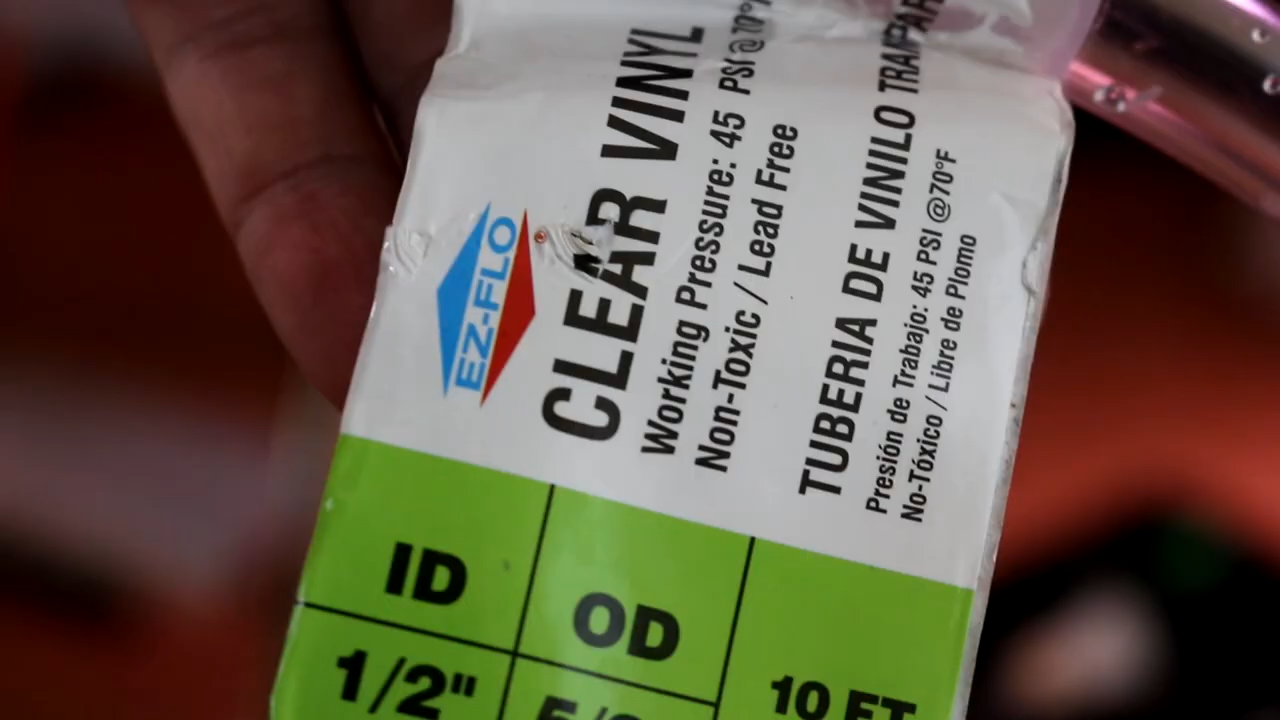 EZ-FLO
CLEAR VINYL
Working Pressure: 45 PSI @70°
Non-Toxic / Lead Free
TUBERIA DE VINILO
Presión de Trabajo: 45 PSI @70°F
No-Tóxico / Libre de Plomo
ID
OD
10 FT
1/2"